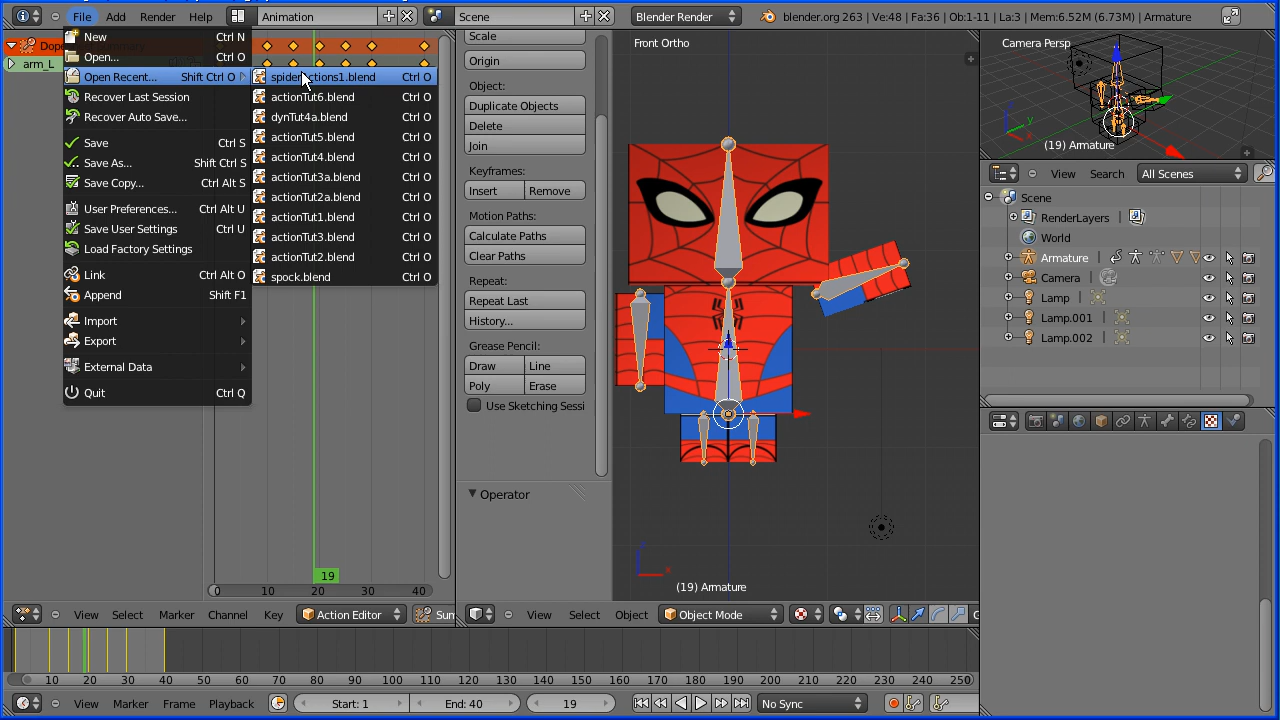 File Add Render Help Animation Scene Blender Render blender.org 263 | Ve:48 | Fa:36 | Ob:1-11 | La:3 | Mem:6.52M (6.73M) | Armature
New Ctrl N
Open... Ctrl O
Open Recent... Shift Ctrl O
Recover Last Session
Recover Auto Save...
Save Ctrl S
Save As... Shift Ctrl S
Save Copy... Ctrl Alt S
User Preferences... Ctrl Alt U
Save User Settings Ctrl U
Load Factory Settings
Link Ctrl Alt O
Append Shift F1
Import
Export
External Data
Quit Ctrl Q
arm_L
Ctrl O
actionTut6.blend Ctrl O
dynTut4a.blend Ctrl O
actionTut5.blend Ctrl O
actionTut4.blend Ctrl O
actionTut3a.blend Ctrl O
actionTut2a.blend Ctrl O
actionTut1.blend Ctrl O
actionTut3.blend Ctrl O
actionTut2.blend Ctrl O
spock.blend Ctrl O
19
0 10 20 30 40
View Select Marker Channel Key Action Editor
Scale
Origin
Object:
Duplicate Objects
Delete
Join
Keyframes:
Insert Remove
Motion Paths:
Calculate Paths
Clear Paths
Repeat:
Repeat Last
History...
Grease Pencil:
Draw Line
Poly Erase
Use Sketching Sessi
Operator
Front Ortho
(19) Armature
View Select Object Object Mode
Camera Persp
(19) Armature
View Search All Scenes
Scene
RenderLayers
World
Armature
Camera
Lamp
Lamp.001
Lamp.002
0 10 20 30 40 50 60 70 80 90 100 110 120 130 140 150 160 170 180 190 200 210 220 230 240 250
View Marker Frame Playback Start: 1 End: 40 19 No Sync